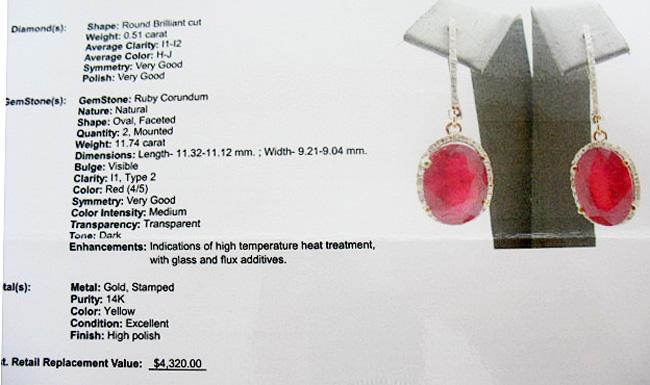 Diamond(s): Shape: Round Brilliant cut
Weight: 0.51 carat
Average Clarity: I1-I2
Average Color: H-J
Symmetry: Very Good
Polish: Very Good
GemStone(s): GemStone: Ruby Corundum
Nature: Natural
Shape: Oval, Faceted
Quantity: 2, Mounted
Weight: 11.74 carat
Dimensions: Length- 11.32-11.12 mm. ; Width- 9.21-9.04 mm.
Bulge: Visible
Clarity: I1, Type 2
Color: Red (4/5)
Symmetry: Very Good
Color Intensity: Medium
Transparency: Transparent
Tone: Dark
Enhancements: Indications of high temperature heat treatment,
with glass and flux additives.
tal(s): Metal: Gold, Stamped
Purity: 14K
Color: Yellow
Condition: Excellent
Finish: High polish
t. Retail Replacement Value: $4,320.00